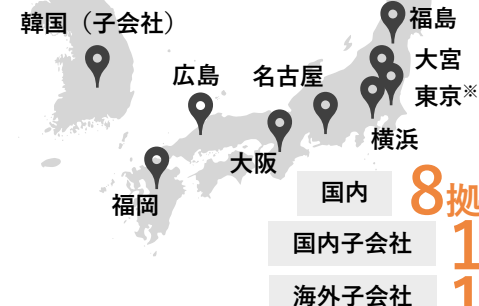 韓国（子会社）
福島
大宮
東京※
広島
名古屋
横浜
大阪
福岡
国内
8拠
国内子会社
1
海外子会社
1